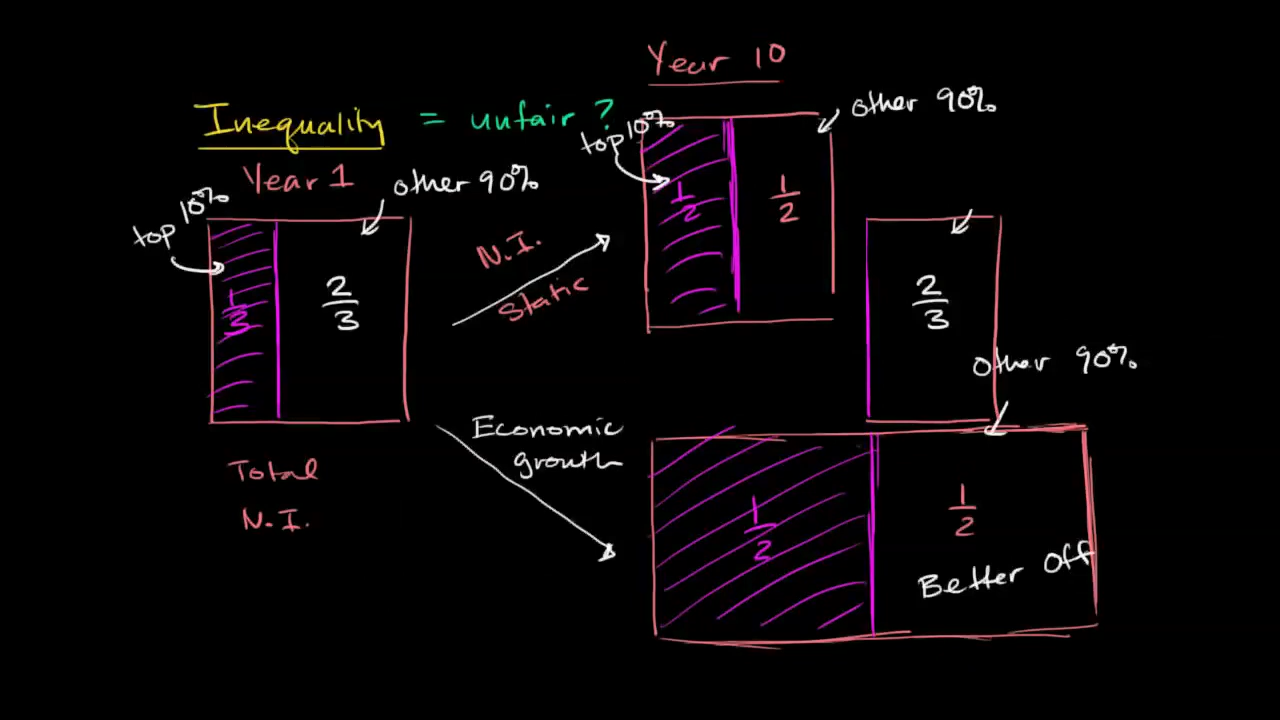 Year 10
Inequality = unfair?
top 10%
other 90%
Year 1
top 10%
other 90%
1/2
1/2
N.I.
Static
1/3
2/3
2/3
Other 90%
Economic
growth
Total
N.I.
1/2
1/2
Better Off